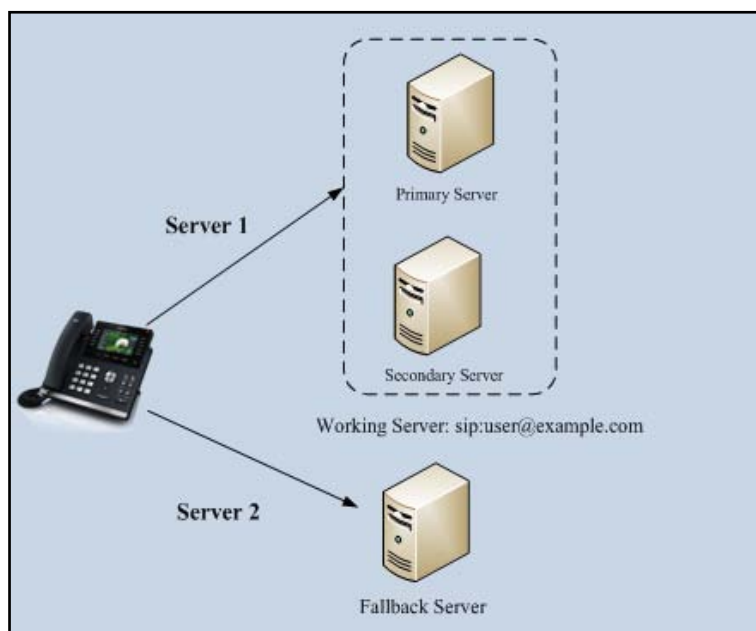 Primary Server
Server 1
Secondary Server
Working Server: sip:user@example.com
Server 2
Fallback Server